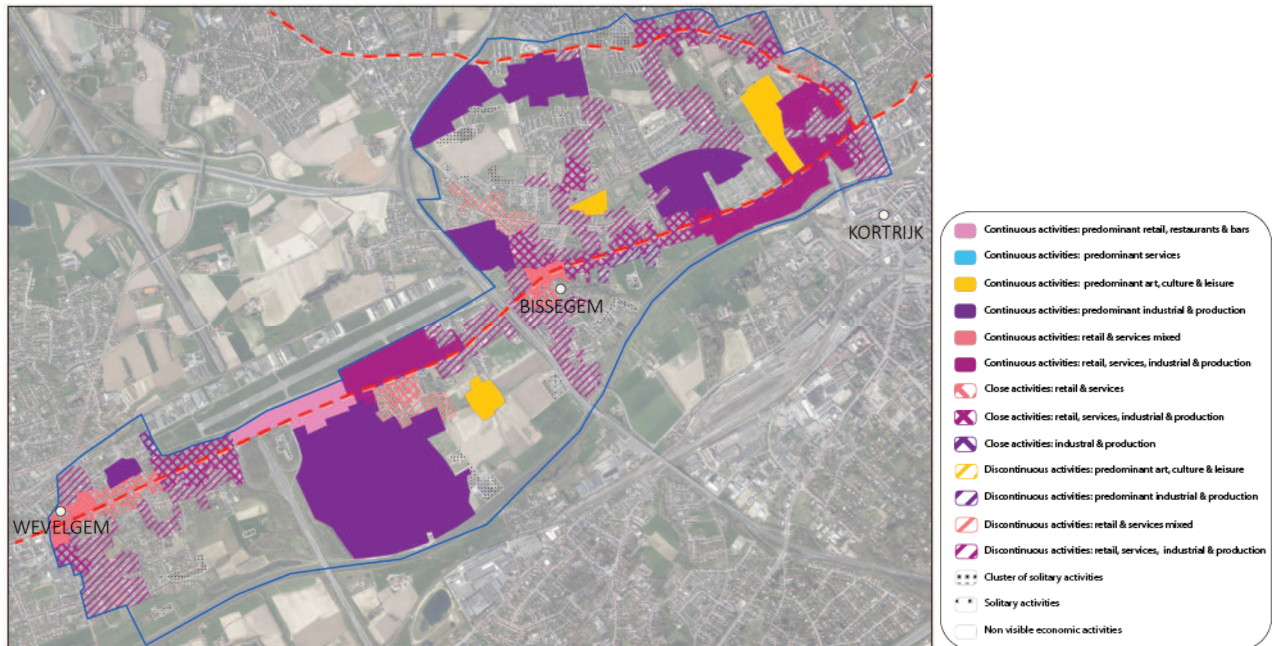 KORTRIJK
BISSEGEM
WEVELGEM
Continuous activities: predominant retail, restaurants & bars
Continuous activities: predominant services
Continuous activities: predominant art, culture & leisure
Continuous activities: predominant industrial & production
Continuous activities: retail & services mixed
Continuous activities: retail, services, industrial & production
Close activities: retail & services
Close activities: retail, services, industrial & production
Close activities: industrial & production
Discontinuous activities: predominant art, culture & leisure
Discontinuous activities: predominant industrial & production
Discontinuous activities: retail & services mixed
Discontinuous activities: retail, services, industrial & production
Cluster of solitary activities
Solitary activities
Non visible economic activities